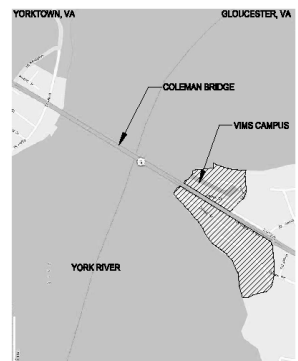 YORKTOWN, VA
GLOUCESTER, VA
COLEMAN BRIDGE
VIMS CAMPUS
YORK RIVER